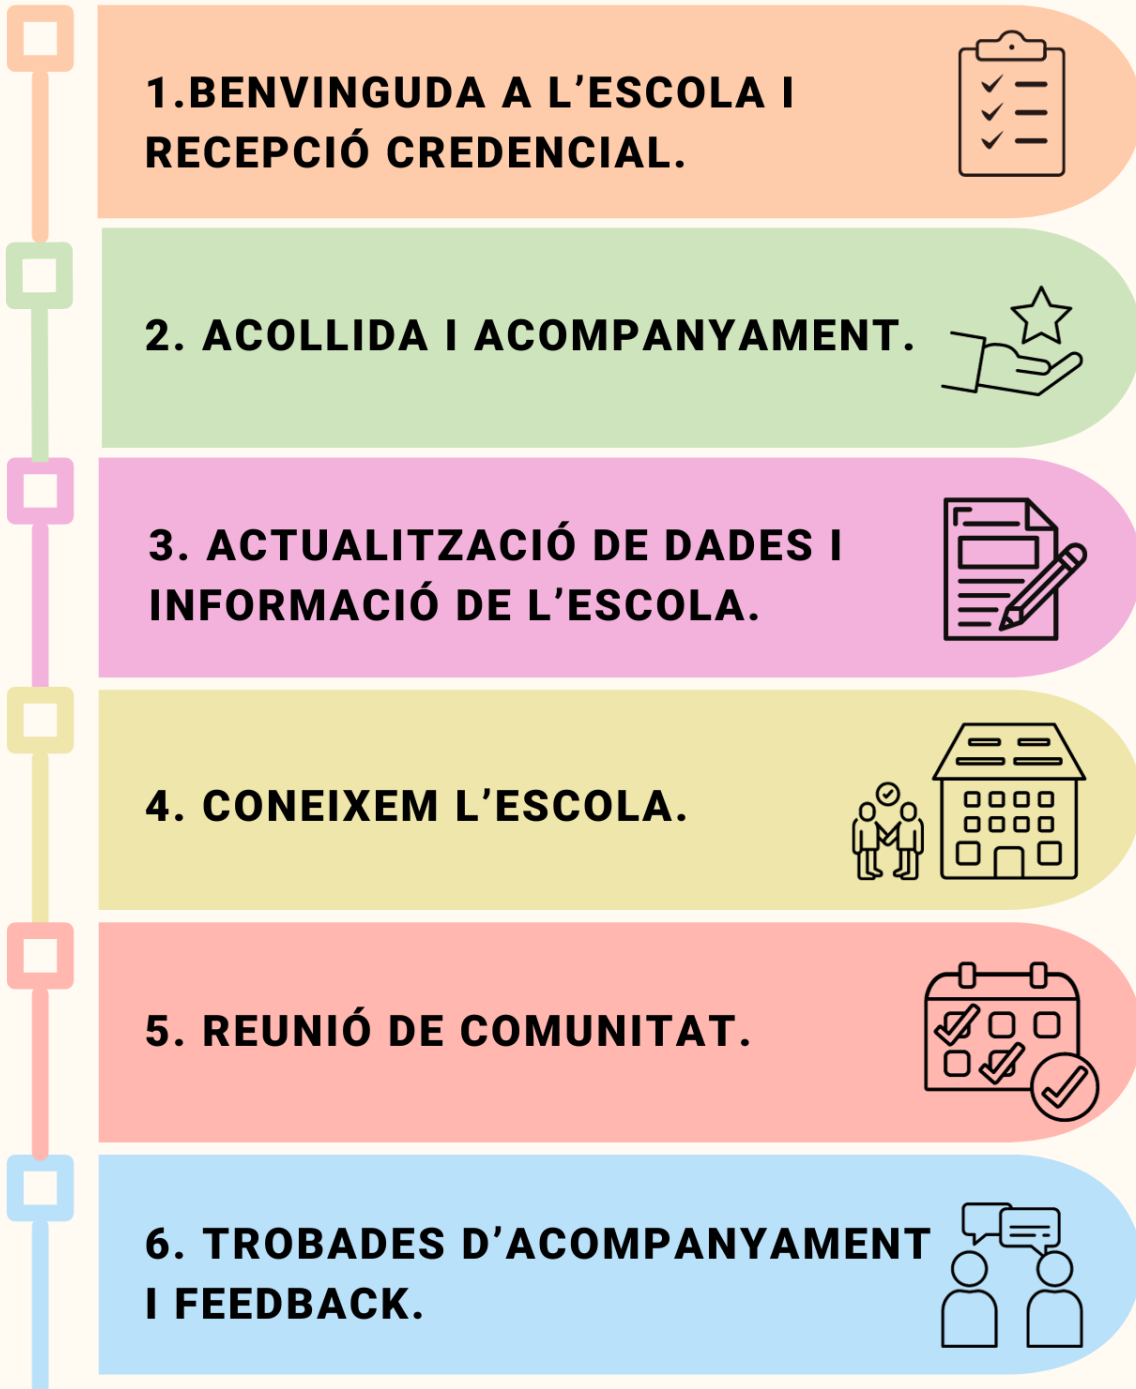 1.BENVINGUDA A L’ESCOLA I
RECEPCIÓ CREDENCIAL.
2. ACOLLIDA I ACOMPANYAMENT.
3. ACTUALITZACIÓ DE DADES I
INFORMACIÓ DE L’ESCOLA.
4. CONEIXEM L’ESCOLA.
5. REUNIÓ DE COMUNITAT.
6. TROBADES D’ACOMPANYAMENT
I FEEDBACK.